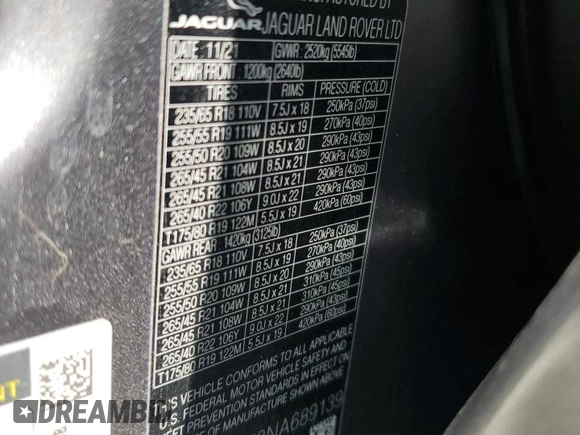 JAGUAR JAGUAR LAND ROVER LTD
DATE 11/21 GVWR: 2520kg (5545lb)
GAWR FRONT: 1200kg (2640lb)
TIRES RIMS PRESSURE (COLD)
235/65 R18 110V 7.5J x 18 250kPa (37psi)
255/55 R19 111W 8.5J x 19 270kPa (40psi)
255/50 R20 109W 8.5J x 20 290kPa (43psi)
265/45 R21 104W 8.5J x 21 290kPa (43psi)
265/45 R21 108W 8.5J x 21 290kPa (43psi)
265/40 R22 106Y 9.0J x 22 290kPa (43psi)
T175/80 R19 122M 5.5J x 19 420kPa (60psi)
GAWR REAR: 1420kg (3125lb)
235/65 R18 110V 7.5J x 18 250kPa (37psi)
255/55 R19 111W 8.5J x 19 270kPa (40psi)
255/50 R20 109W 8.5J x 20 290kPa (43psi)
265/45 R21 104W 8.5J x 21 310kPa (45psi)
265/45 R21 108W 8.5J x 21 310kPa (45psi)
265/40 R22 106Y 9.0J x 22 290kPa (43psi)
T175/80 R19 122M 5.5J x 19 420kPa (60psi)
THIS VEHICLE CONFORMS TO ALL APPLICABLE
U.S. FEDERAL MOTOR VEHICLE SAFETY AND
THEFT PREVENTION STANDARDS IN EFFECT
OF MANUFACTURE
NA689139
DREAMBID